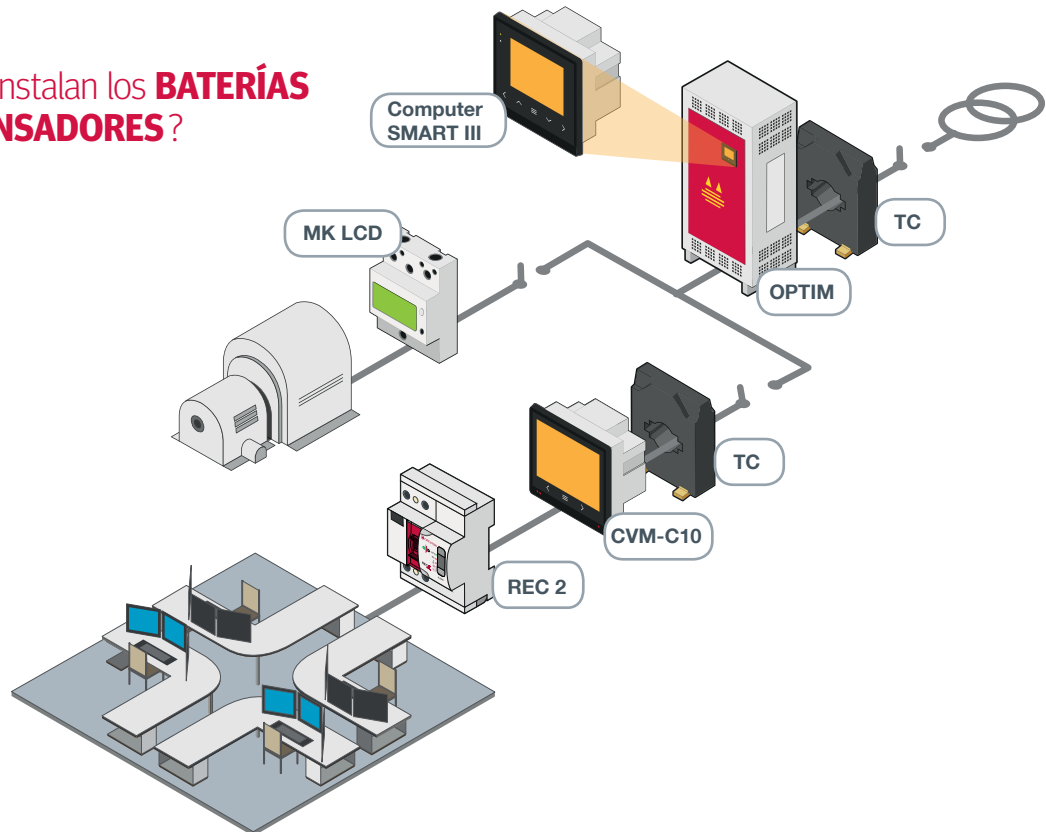 nstalan los BATERÍAS
NSADORES?
Computer
SMART III
TC
MK LCD
OPTIM
TC
CVM-C10
REC 2